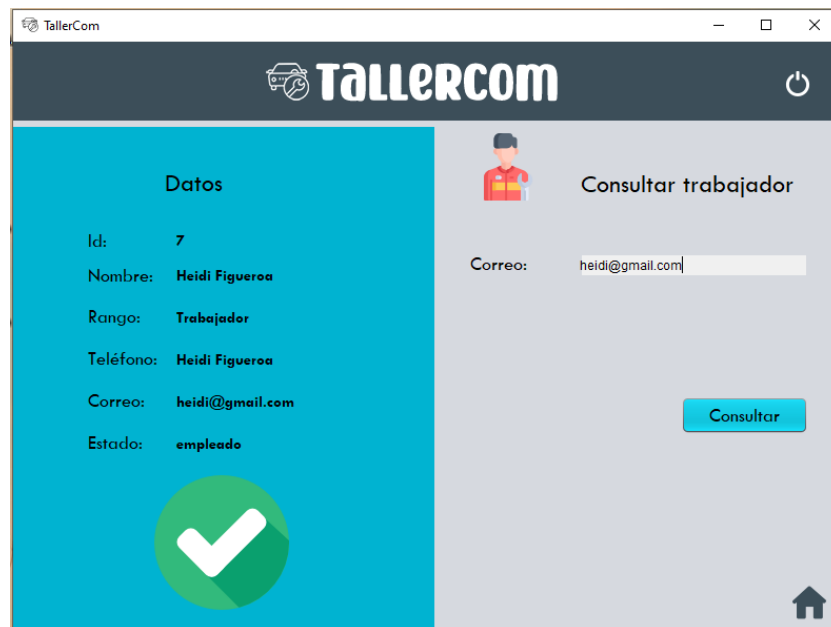 TallerCom
TALLERCOM
Datos
Id: 7
Nombre: Heidi Figueroa
Rango: Trabajador
Teléfono: Heidi Figueroa
Correo: heidi@gmail.com
Estado: empleado
Consultar trabajador
Correo: heidi@gmail.com
Consultar